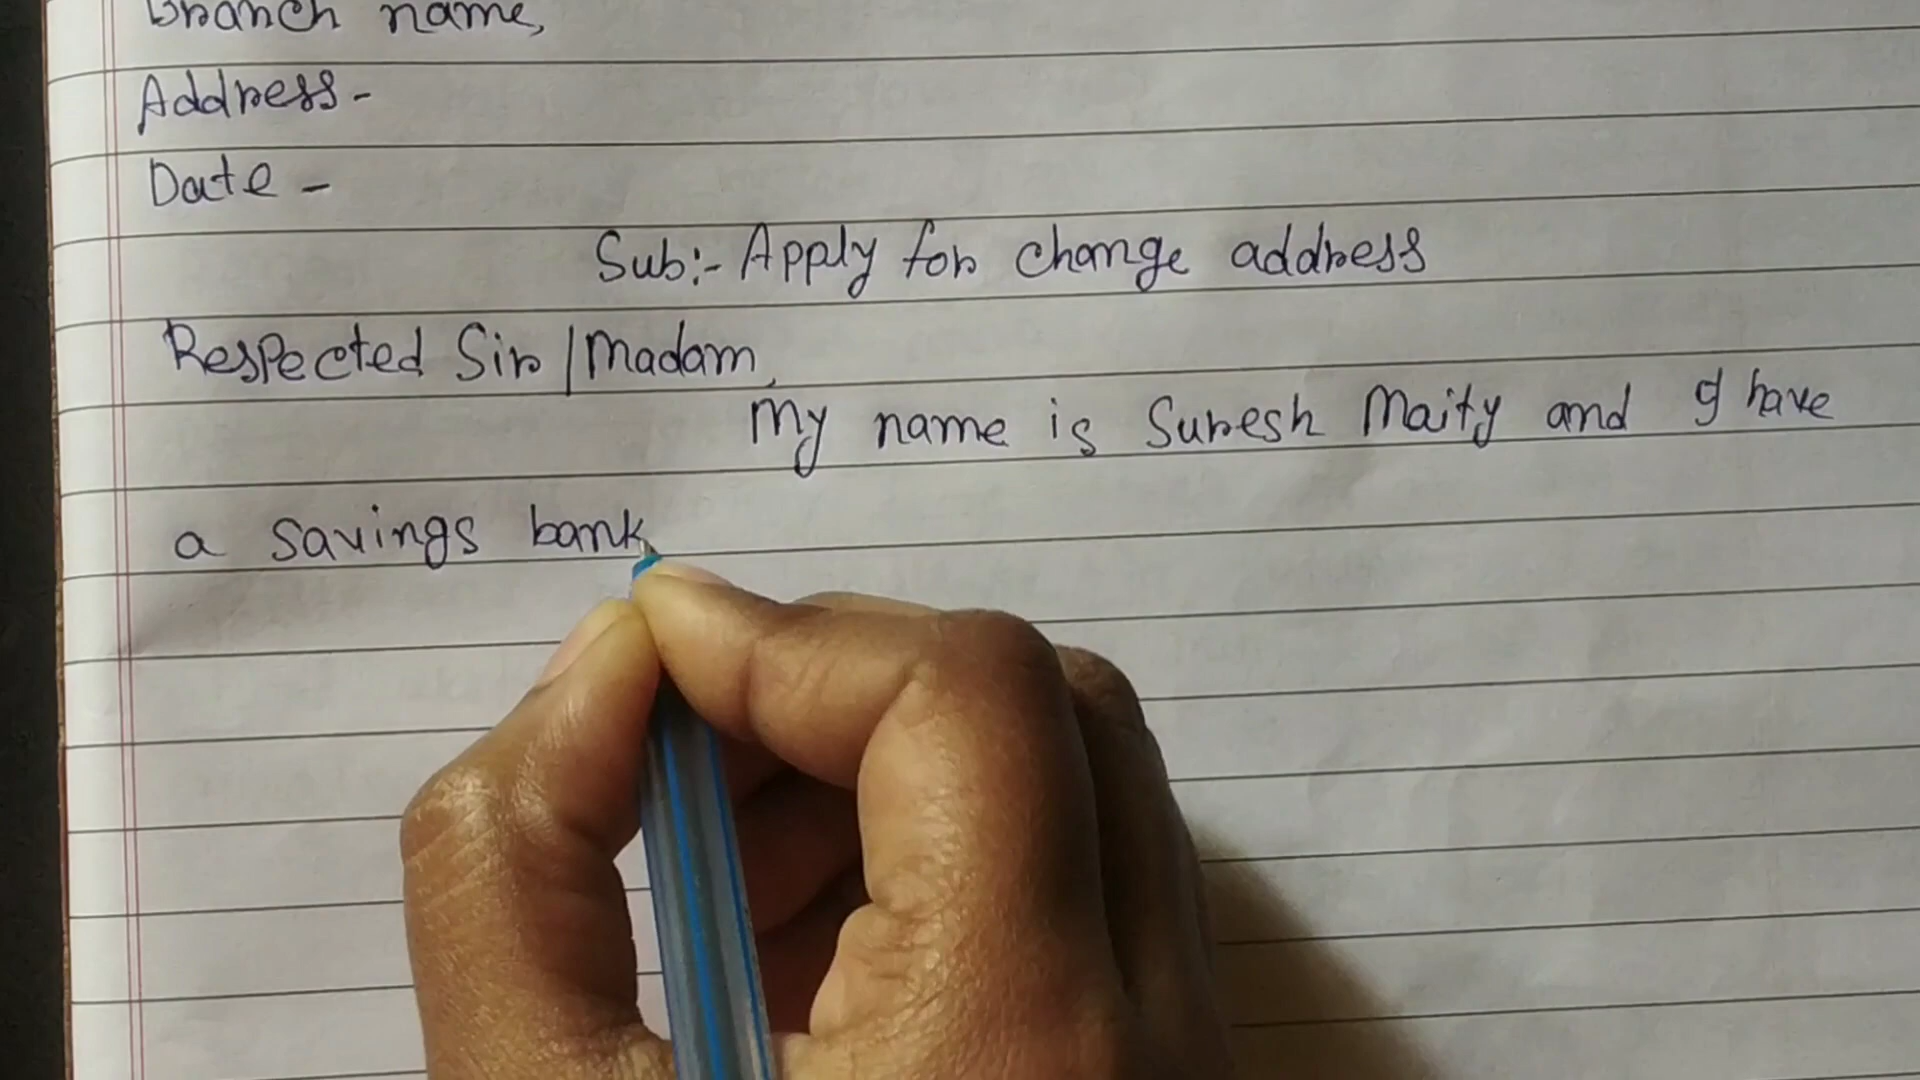 Branch name,
Address-
Date -
Sub:- Apply for change address
Respected Sir/Madam,
My name is Suresh Maity and I have
a savings bank